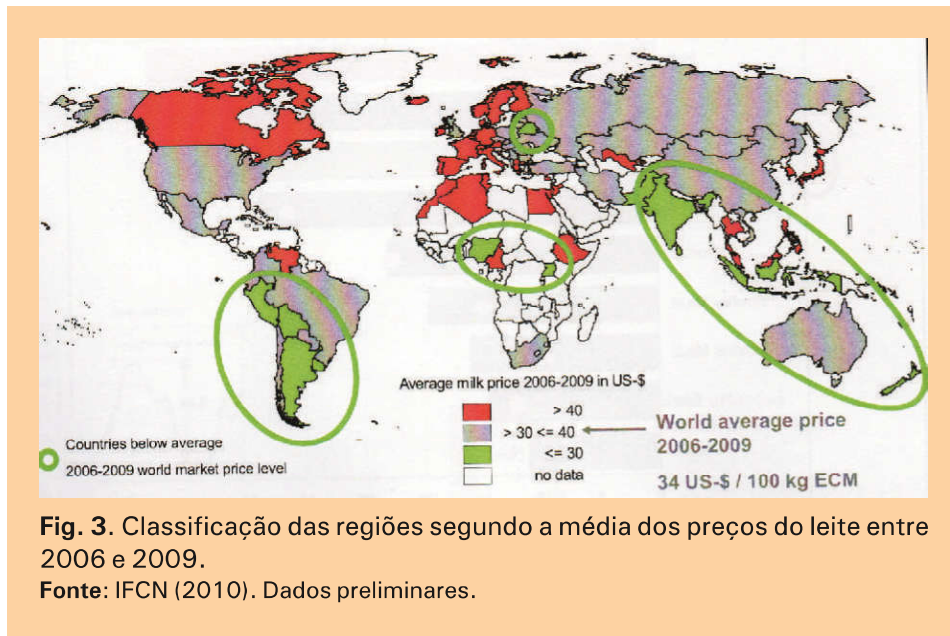 Average milk price 2006-2009 in US-$
> 40
> 30 <= 40
<= 30
no data
World average price
2006-2009
34 US-$ / 100 kg ECM
Countries below average
2006-2009 world market price level
Fig. 3. Classificação das regiões segundo a média dos preços do leite entre
2006 e 2009.
Fonte: IFCN (2010). Dados preliminares.